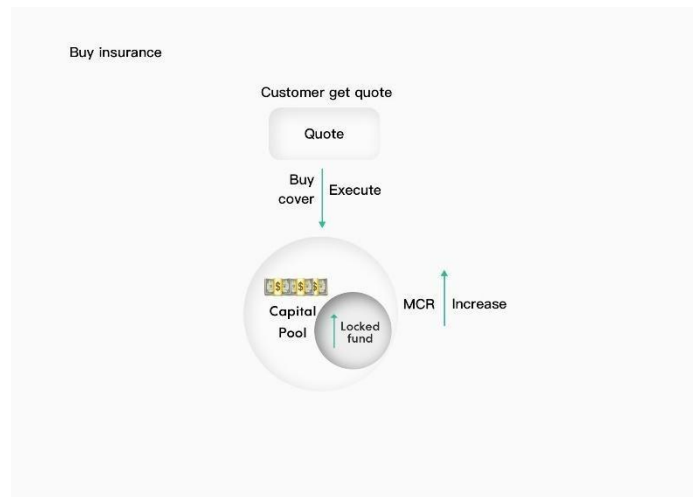 Buy insurance
Customer get quote
Quote
Buy
cover
Execute
Capital
Pool
Locked
fund
MCR
Increase